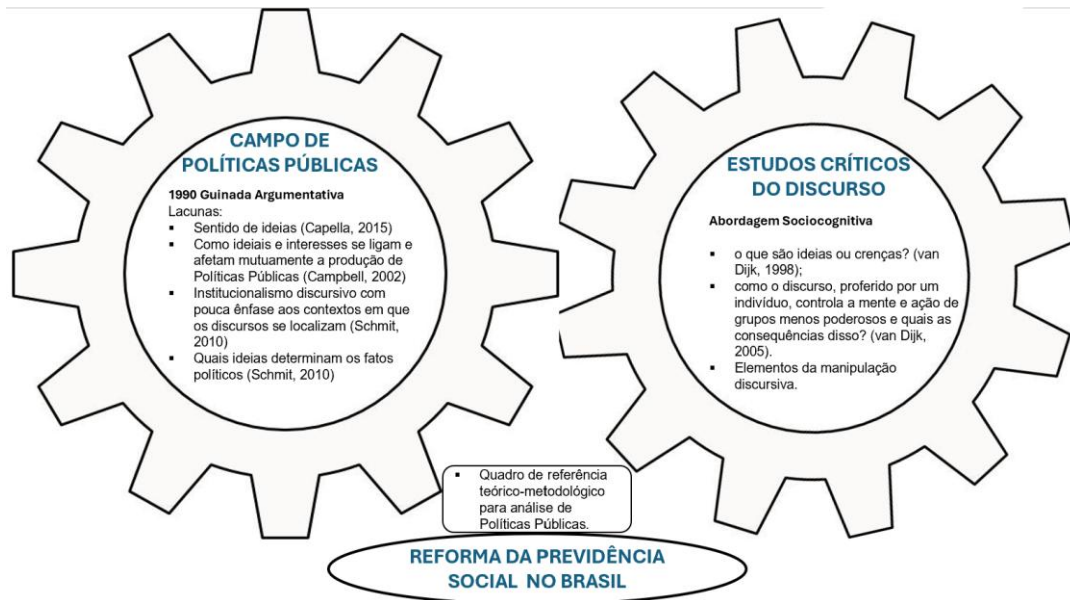 CAMPO DE
POLÍTICAS PÚBLICAS
1990 Guinada Argumentativa
Lacunas:
▪ Sentido de ideias (Capella, 2015)
▪ Como ideiais e interesses se ligam e
afetam mutuamente a produção de
Políticas Públicas (Campbell, 2002)
▪ Institucionalismo discursivo com
pouca ênfase aos contextos em que
os discursos se localizam (Schmit,
2010)
▪ Quais ideias determinam os fatos
políticos (Schmit, 2010)
ESTUDOS CRÍTICOS
DO DISCURSO
Abordagem Sociocognitiva
▪ o que são ideias ou crenças? (van
Dijk, 1998);
▪ como o discurso, proferido por um
indivíduo, controla a mente e ação de
grupos menos poderosos e quais as
consequências disso? (van Dijk,
2005).
▪ Elementos da manipulação
discursiva.
▪ Quadro de referência
teórico-metodológico
para análise de
Políticas Públicas.
REFORMA DA PREVIDÊNCIA
SOCIAL NO BRASIL